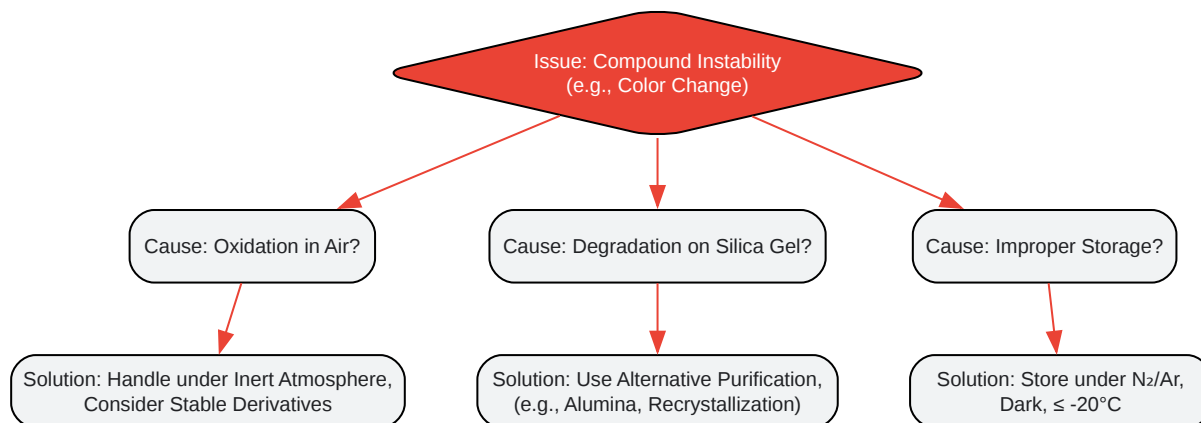 Issue: Compound Instability
(e.g., Color Change)
Cause: Oxidation in Air?
Cause: Degradation on Silica Gel?
Cause: Improper Storage?
Solution: Handle under Inert Atmosphere,
Consider Stable Derivatives
Solution: Use Alternative Purification,
(e.g., Alumina, Recrystallization)
Solution: Store under N₂/Ar,
Dark, ≤ -20°C